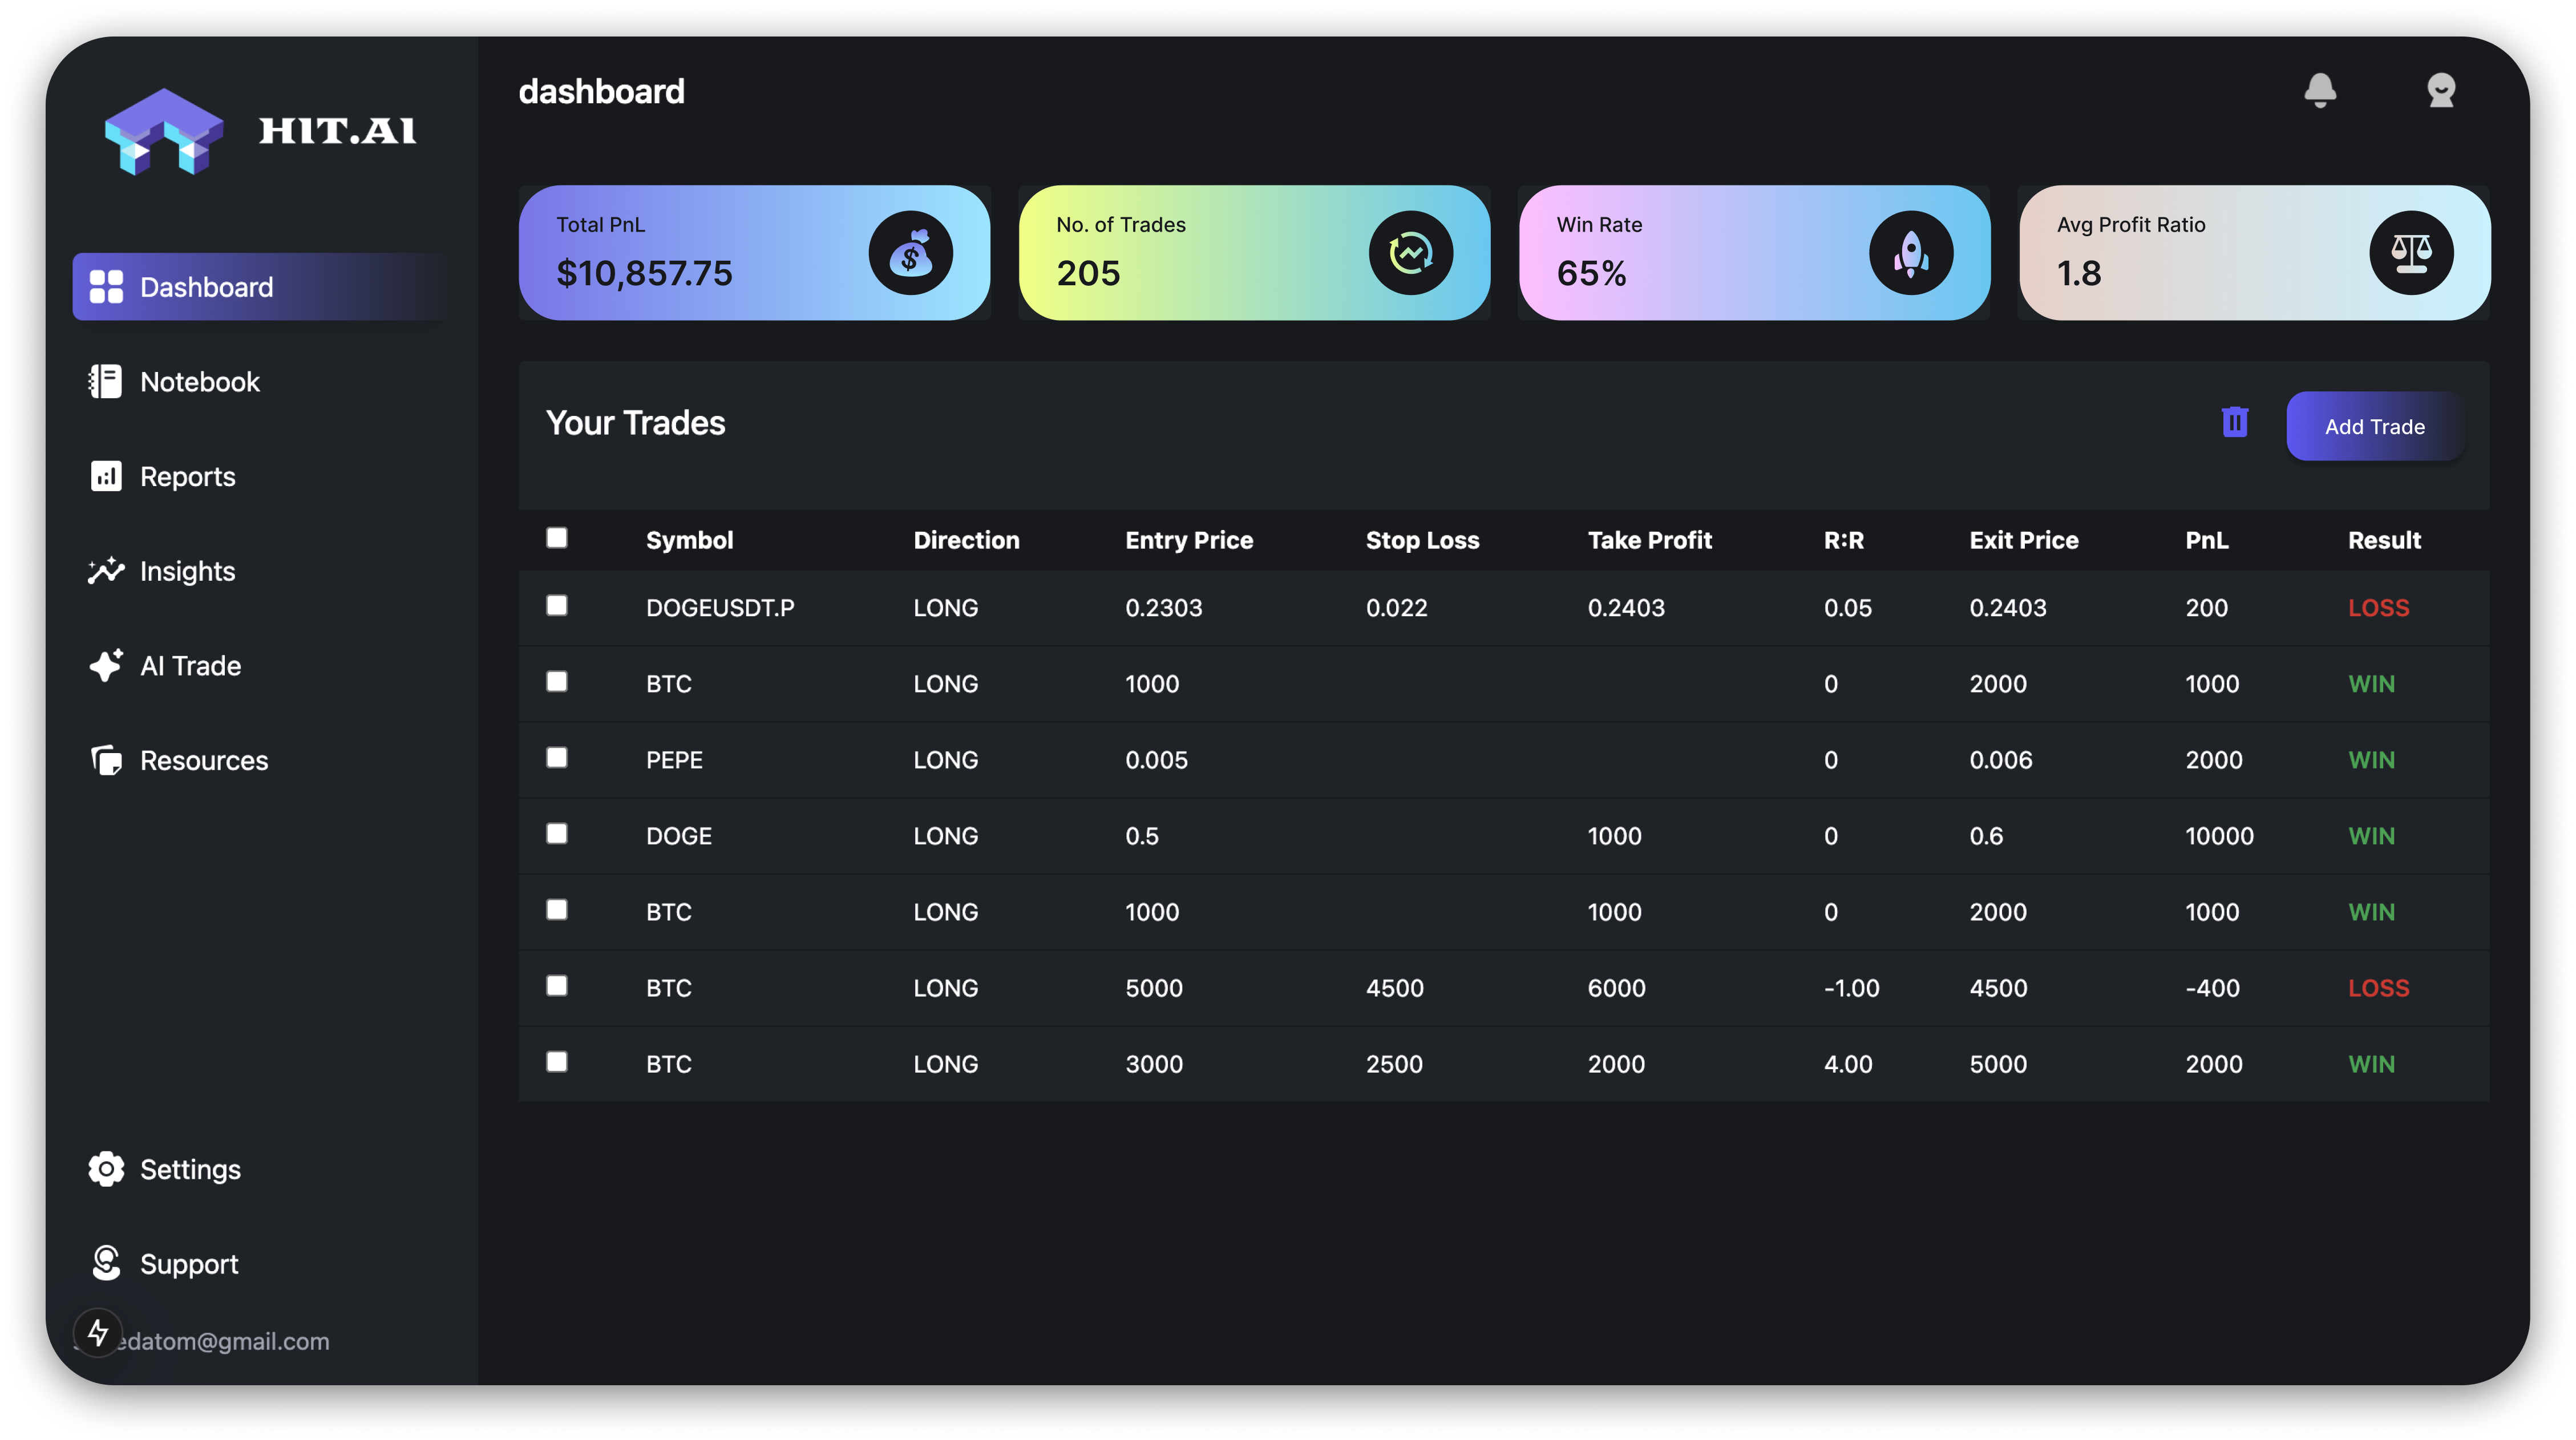 HIT.AI
dashboard
Dashboard
Notebook
Reports
Insights
AI Trade
Resources
Settings
Support
edatom@gmail.com
Total PnL
$10,857.75
No. of Trades
205
Win Rate
65%
Avg Profit Ratio
1.8
Your Trades
Add Trade
Symbol Direction Entry Price Stop Loss Take Profit R:R Exit Price PnL Result
DOGEUSDT.P LONG 0.2303 0.022 0.2403 0.05 0.2403 200 LOSS
BTC LONG 1000 0 2000 1000 WIN
PEPE LONG 0.005 0 0.006 2000 WIN
DOGE LONG 0.5 1000 0 0.6 10000 WIN
BTC LONG 1000 1000 0 2000 1000 WIN
BTC LONG 5000 4500 6000 -1.00 4500 -400 LOSS
BTC LONG 3000 2500 2000 4.00 5000 2000 WIN